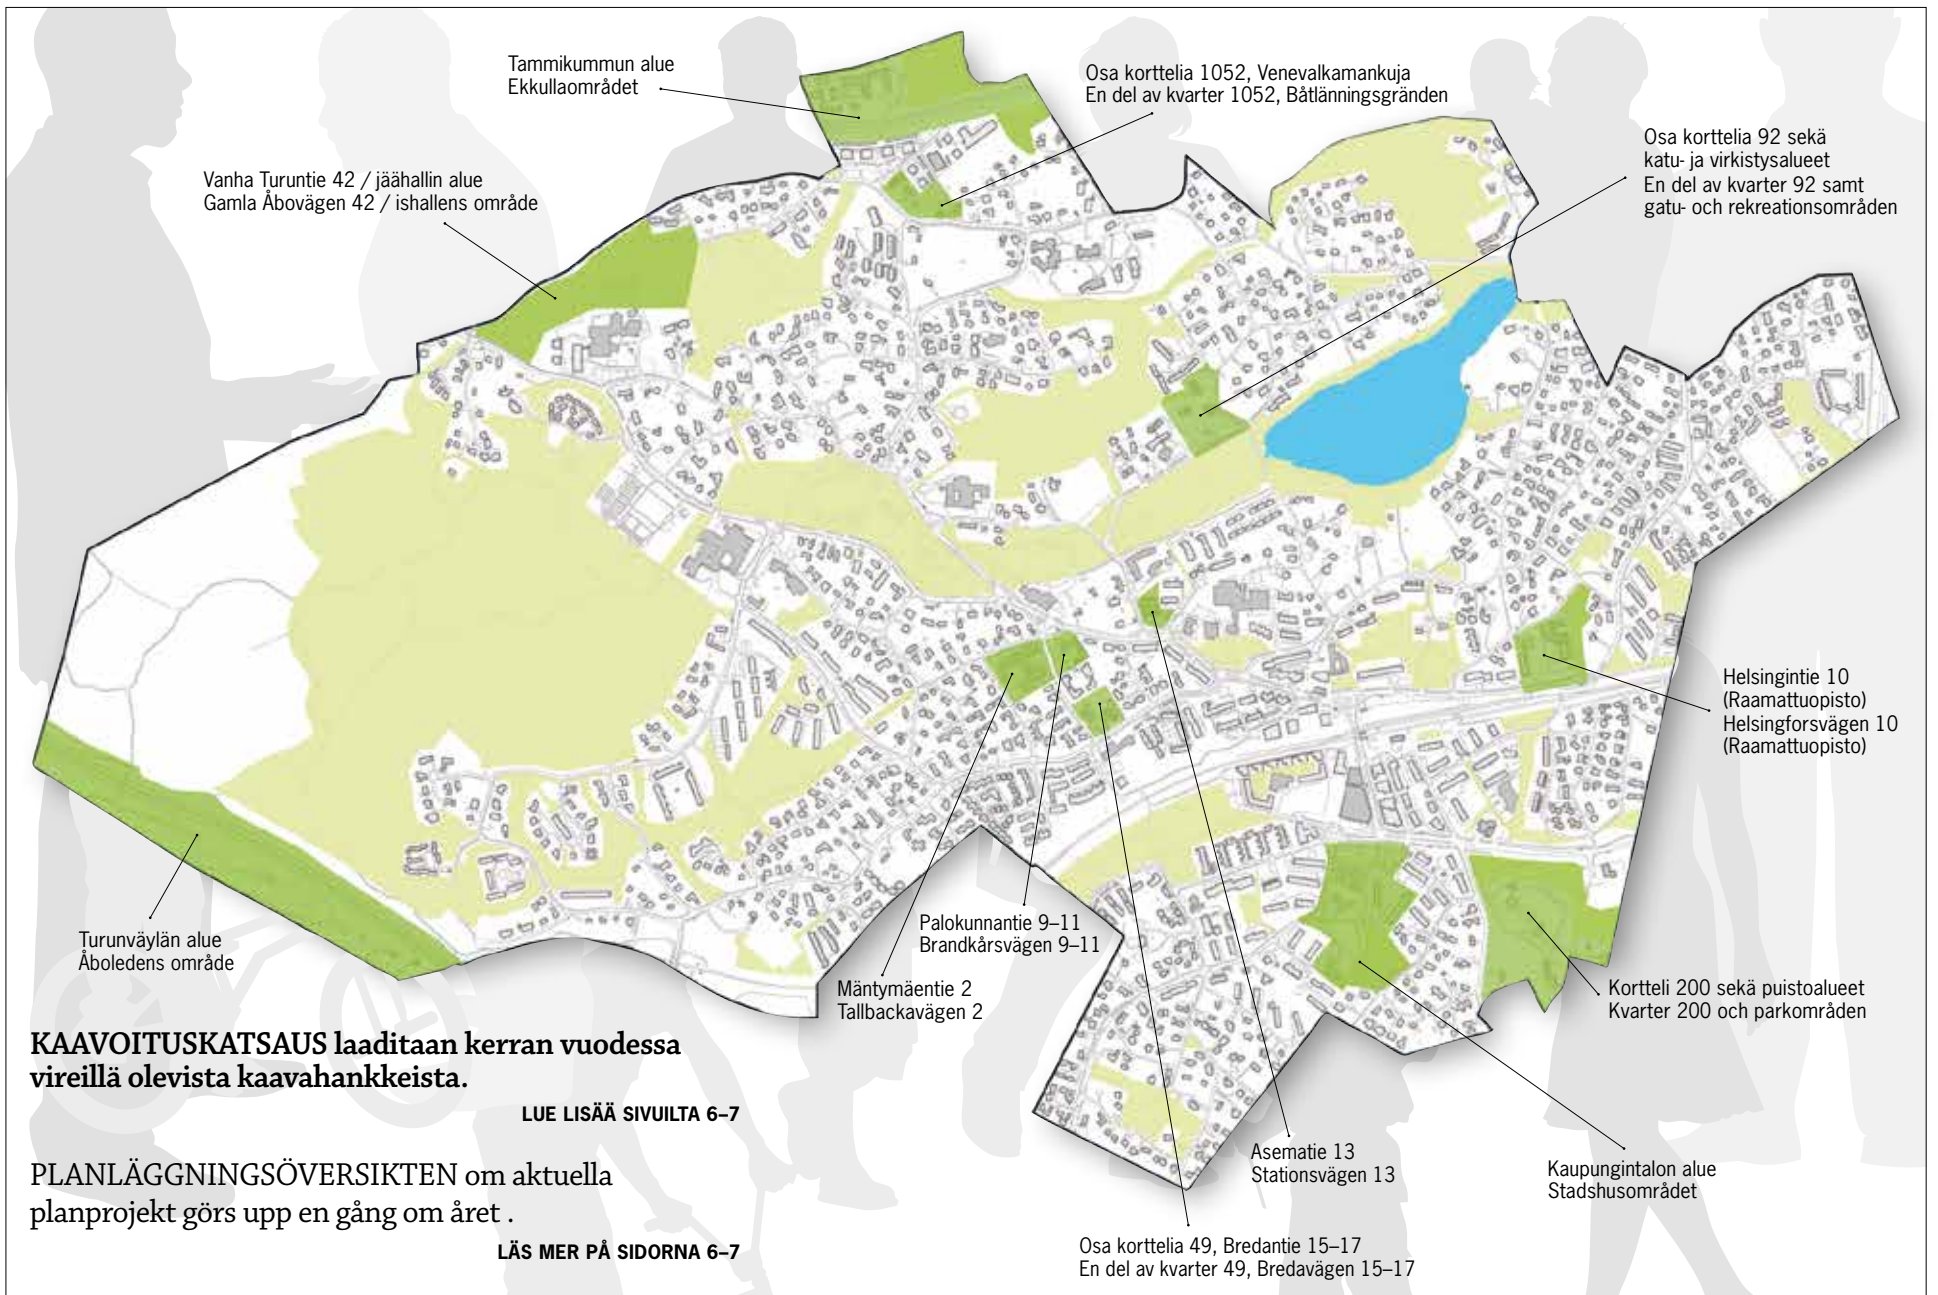 Tammikummun alue
Ekkullaområdet
Osa korttelia 1052, Venevalkamankuja
En del av kvarter 1052, Båtlänningsgränden
Osa korttelia 92 sekä
katu- ja virkistysalueet
En del av kvarter 92 samt
gatu- och rekreationsområden
Vanha Turuntie 42 / jäähallin alue
Gamla Åbovägen 42 / ishallens område
Helsingintie 10
(Raamattuopisto)
Helsingforsvägen 10
(Raamattuopisto)
Turunväylän alue
Åboledens område
Palokunnantie 9–11
Brandkårsvägen 9–11
Mäntymäentie 2
Tallbackavägen 2
Kortteli 200 sekä puistoalueet
Kvarter 200 och parkområden
KAAVOITUSKATSAUS laaditaan kerran vuodessa
vireillä olevista kaavahankkeista.
LUE LISÄÄ SIVUILTA 6–7
PLANLÄGGNINGSÖVERSIKTEN om aktuella
planprojekt görs upp en gång om året .
LÄS MER PÅ SIDORNA 6–7
Asematie 13
Stationsvägen 13
Kaupungintalon alue
Stadshusområdet
Osa korttelia 49, Bredantie 15–17
En del av kvarter 49, Bredavägen 15–17